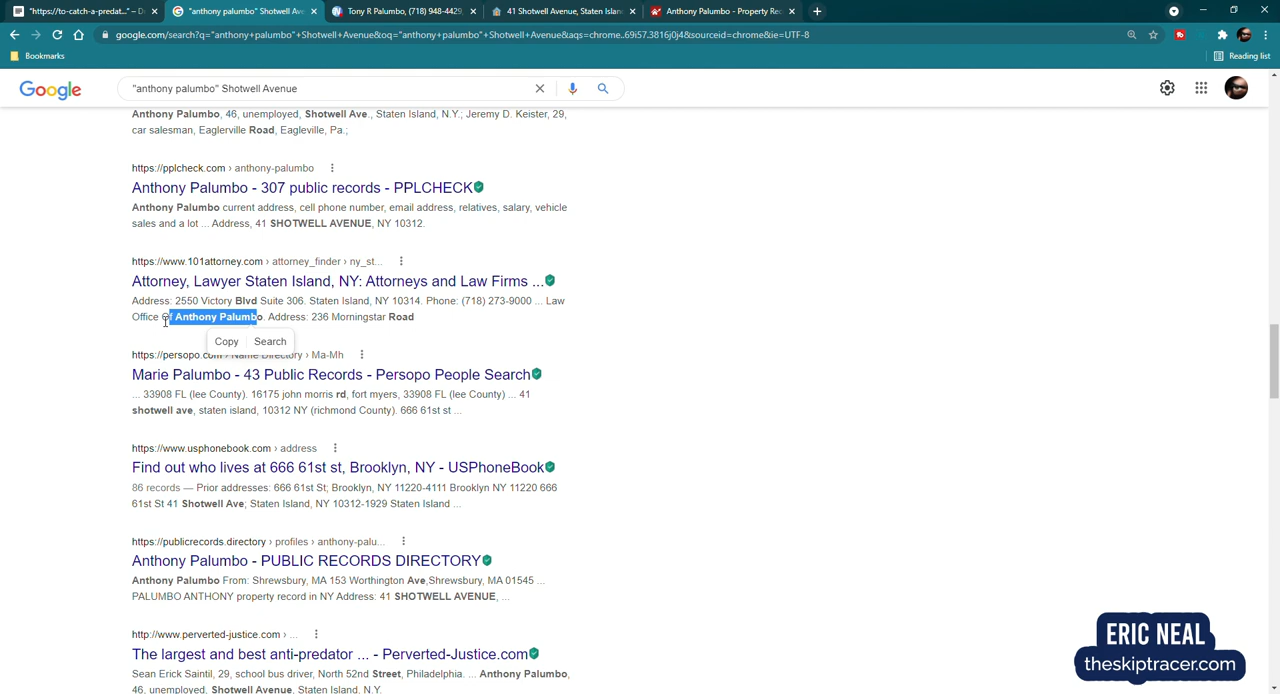 "https://to-catch-a-predat..." – D
"anthony palumbo" Shotwell Ave
Tony R Palumbo, (718) 948-4429,
41 Shotwell Avenue, Staten Island
Anthony Palumbo - Property Rec
google.com/search?q="anthony+palumbo"+Shotwell+Avenue&oq="anthony+palumbo"+Shotwell+Avenue&aqs=chrome..69i57.3816j0j4&sourceid=chrome&ie=UTF-8
Bookmarks
Reading list
Google
"anthony palumbo" Shotwell Avenue
Anthony Palumbo, 46, unemployed, Shotwell Ave., Staten Island, N.Y.; Jeremy D. Keister, 29,
car salesman, Eaglerville Road, Eagleville, Pa.;
https://pplcheck.com › anthony-palumbo
Anthony Palumbo - 307 public records - PPLCHECK
Anthony Palumbo current address, cell phone number, email address, relatives, salary, vehicle
sales and a lot ... Address, 41 SHOTWELL AVENUE, NY 10312.
https://www.101attorney.com › attorney_finder › ny_st...
Attorney, Lawyer Staten Island, NY: Attorneys and Law Firms ...
Address: 2550 Victory Blvd Suite 306. Staten Island, NY 10314. Phone: (718) 273-9000 ... Law
Office Of Anthony Palumbo. Address: 236 Morningstar Road
Copy Search
https://persopo.com › Name Directory › Ma-Mh
Marie Palumbo - 43 Public Records - Persopo People Search
... 33908 FL (lee County). 16175 john morris rd, fort myers, 33908 FL (lee County) ... 41
shotwell ave, staten island, 10312 NY (richmond County). 666 61st st ...
https://www.usphonebook.com › address
Find out who lives at 666 61st st, Brooklyn, NY - USPhoneBook
86 records — Prior addresses: 666 61st St; Brooklyn, NY 11220-4111 Brooklyn NY 11220 666
61st St 41 Shotwell Ave; Staten Island, NY 10312-1929 Staten Island ...
https://publicrecords.directory › profiles › anthony-palu...
Anthony Palumbo - PUBLIC RECORDS DIRECTORY
Anthony Palumbo From: Shrewsbury, MA 153 Worthington Ave,Shrewsbury, MA 01545 ...
PALUMBO ANTHONY property record in NY Address: 41 SHOTWELL AVENUE, ...
http://www.perverted-justice.com › ...
The largest and best anti-predator ... - Perverted-Justice.com
Sean Erick Saintil, 29, school bus driver, North 52nd Street, Philadelphia. ... Anthony Palumbo,
46, unemployed, Shotwell Avenue, Staten Island, N.Y.
ERIC NEAL
theskiptracer.com